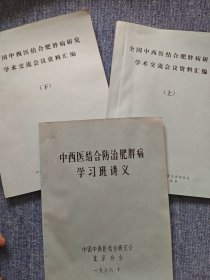 全国中西医结合肥胖病研究
学术交流会议资料汇编
（下）
全国中西医结合肥胖病研
学术交流会议资料汇编
（上）
中西医结合防治肥胖病
学习班讲义
中国中西医结合研究会
北京分会
一九八六.十